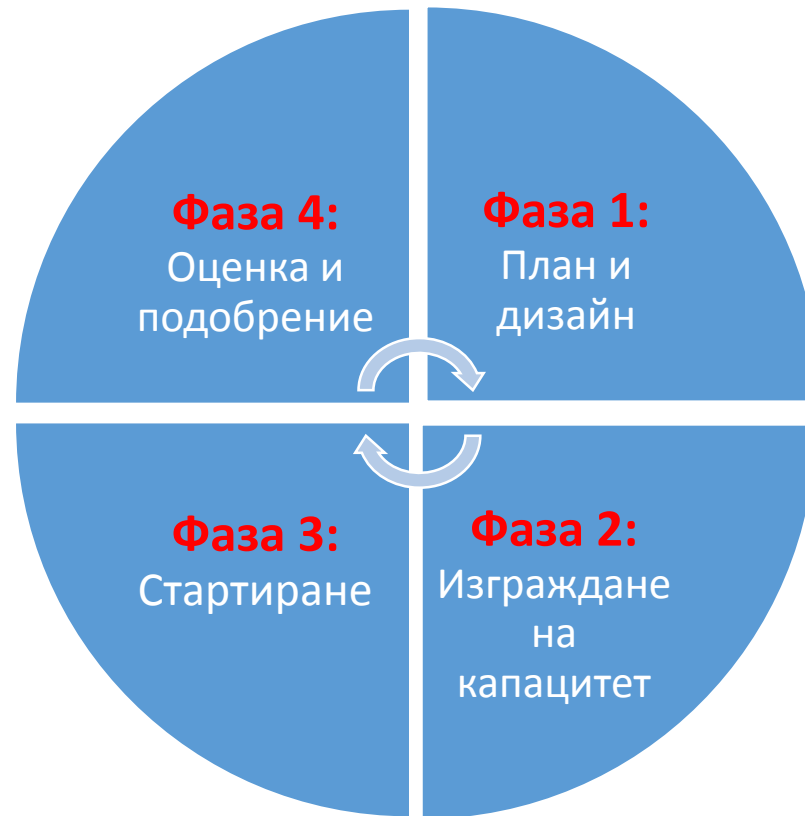 Фаза 4:
Оценка и
подобрение
Фаза 1:
План и
дизайн
Фаза 3:
Стартиране
Фаза 2:
Изграждане
на
капацитет